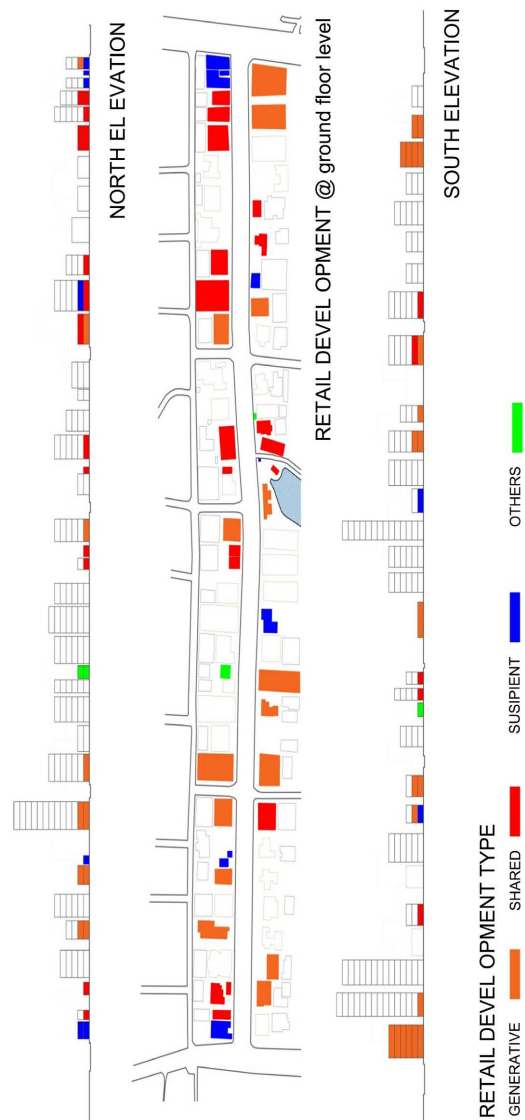 NORTH EL EVATION
RETAIL DEVEL OPMENT @ ground floor level
SOUTH ELEVATION
RETAIL DEVEL OPMENT TYPE
GENERATIVE
SHARED
SUSIPIENT
OTHERS